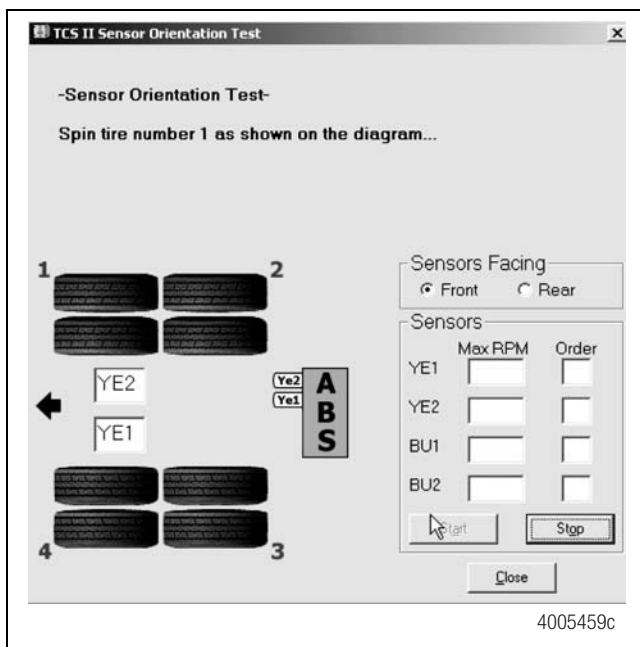 TCS II Sensor Orientation Test
-Sensor Orientation Test-
Spin tire number 1 as shown on the diagram...
1
2
Sensors Facing
Front
Rear
Sensors
Max RPM
Order
YE1
YE2
BU1
BU2
YE2
YE1
Ye2
Ye1
A
B
S
4
3
Start
Stop
Close
4005459c